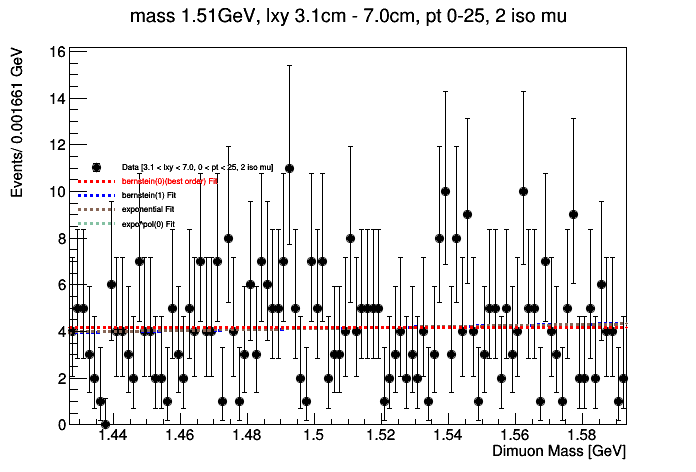 mass 1.51GeV, lxy 3.1cm - 7.0cm, pt 0-25, 2 iso mu
Events/ 0.001661 GeV
16
14
12
10
8
6
4
2
0
Data [3.1 < lxy < 7.0, 0 < pt < 25, 2 iso mu]
bernstein(0)(best order) Fit
bernstein(1) Fit
exponential Fit
expo*pol(0) Fit
1.44 1.46 1.48 1.5 1.52 1.54 1.56 1.58
Dimuon Mass [GeV]